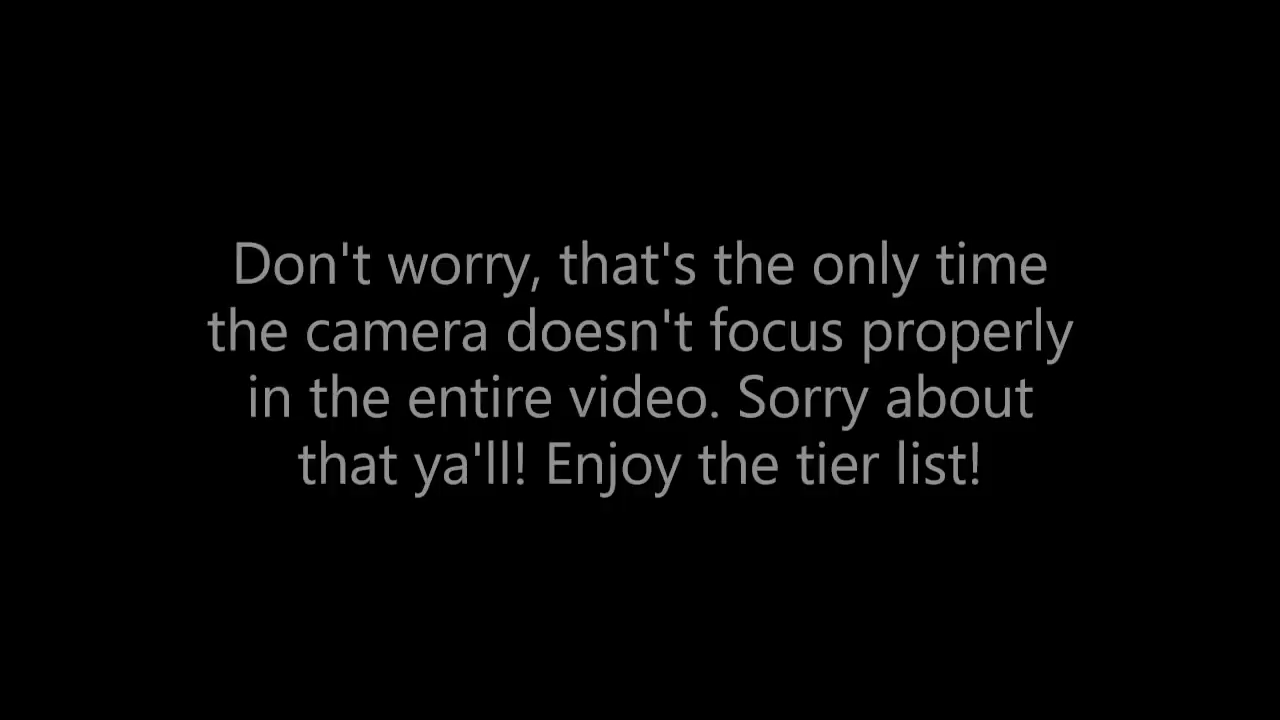 Don't worry, that's the only time
the camera doesn't focus properly
in the entire video. Sorry about
that ya'll! Enjoy the tier list!